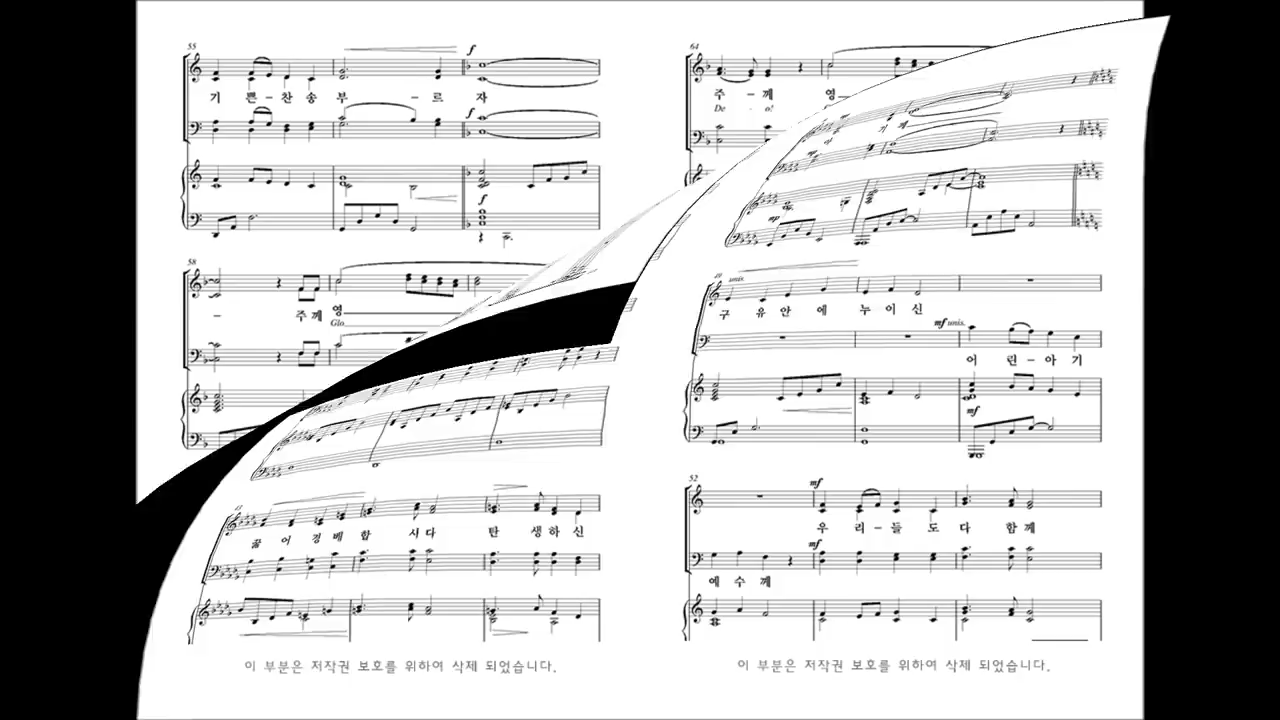 55
f
f
기 쁜-찬 송 부 - 르 자
f
58
- 주 께 영
Glo
꿇 어 경 배 합 시 다 탄 생 하 신
이 부분은 저작권 보호를 위하여 삭제 되었습니다.
64
주 - 께 영
De - o!
mp
unis.
구 유 안 에 누 이 신
mf unis.
어 린-아 기
mf
52
mf
우 리-들 도 다 함 께
mf
예 수 께
이 부분은 저작권 보호를 위하여 삭제 되었습니다.